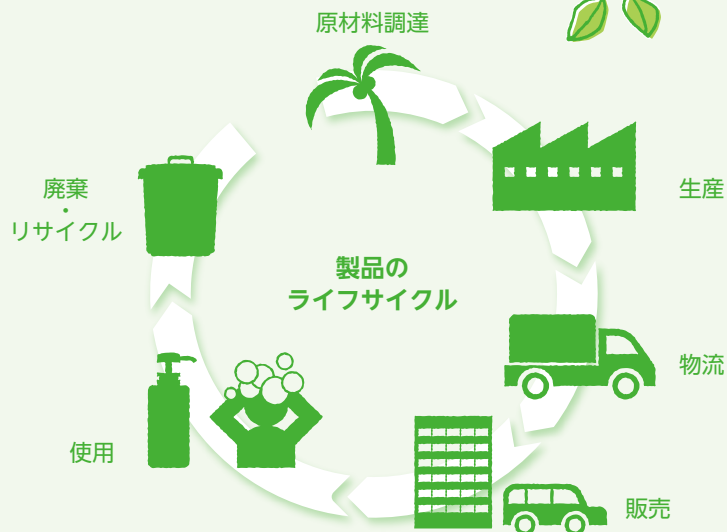 原材料調達
生産
物流
販売
使用
廃棄
・
リサイクル
製品の
ライフサイクル